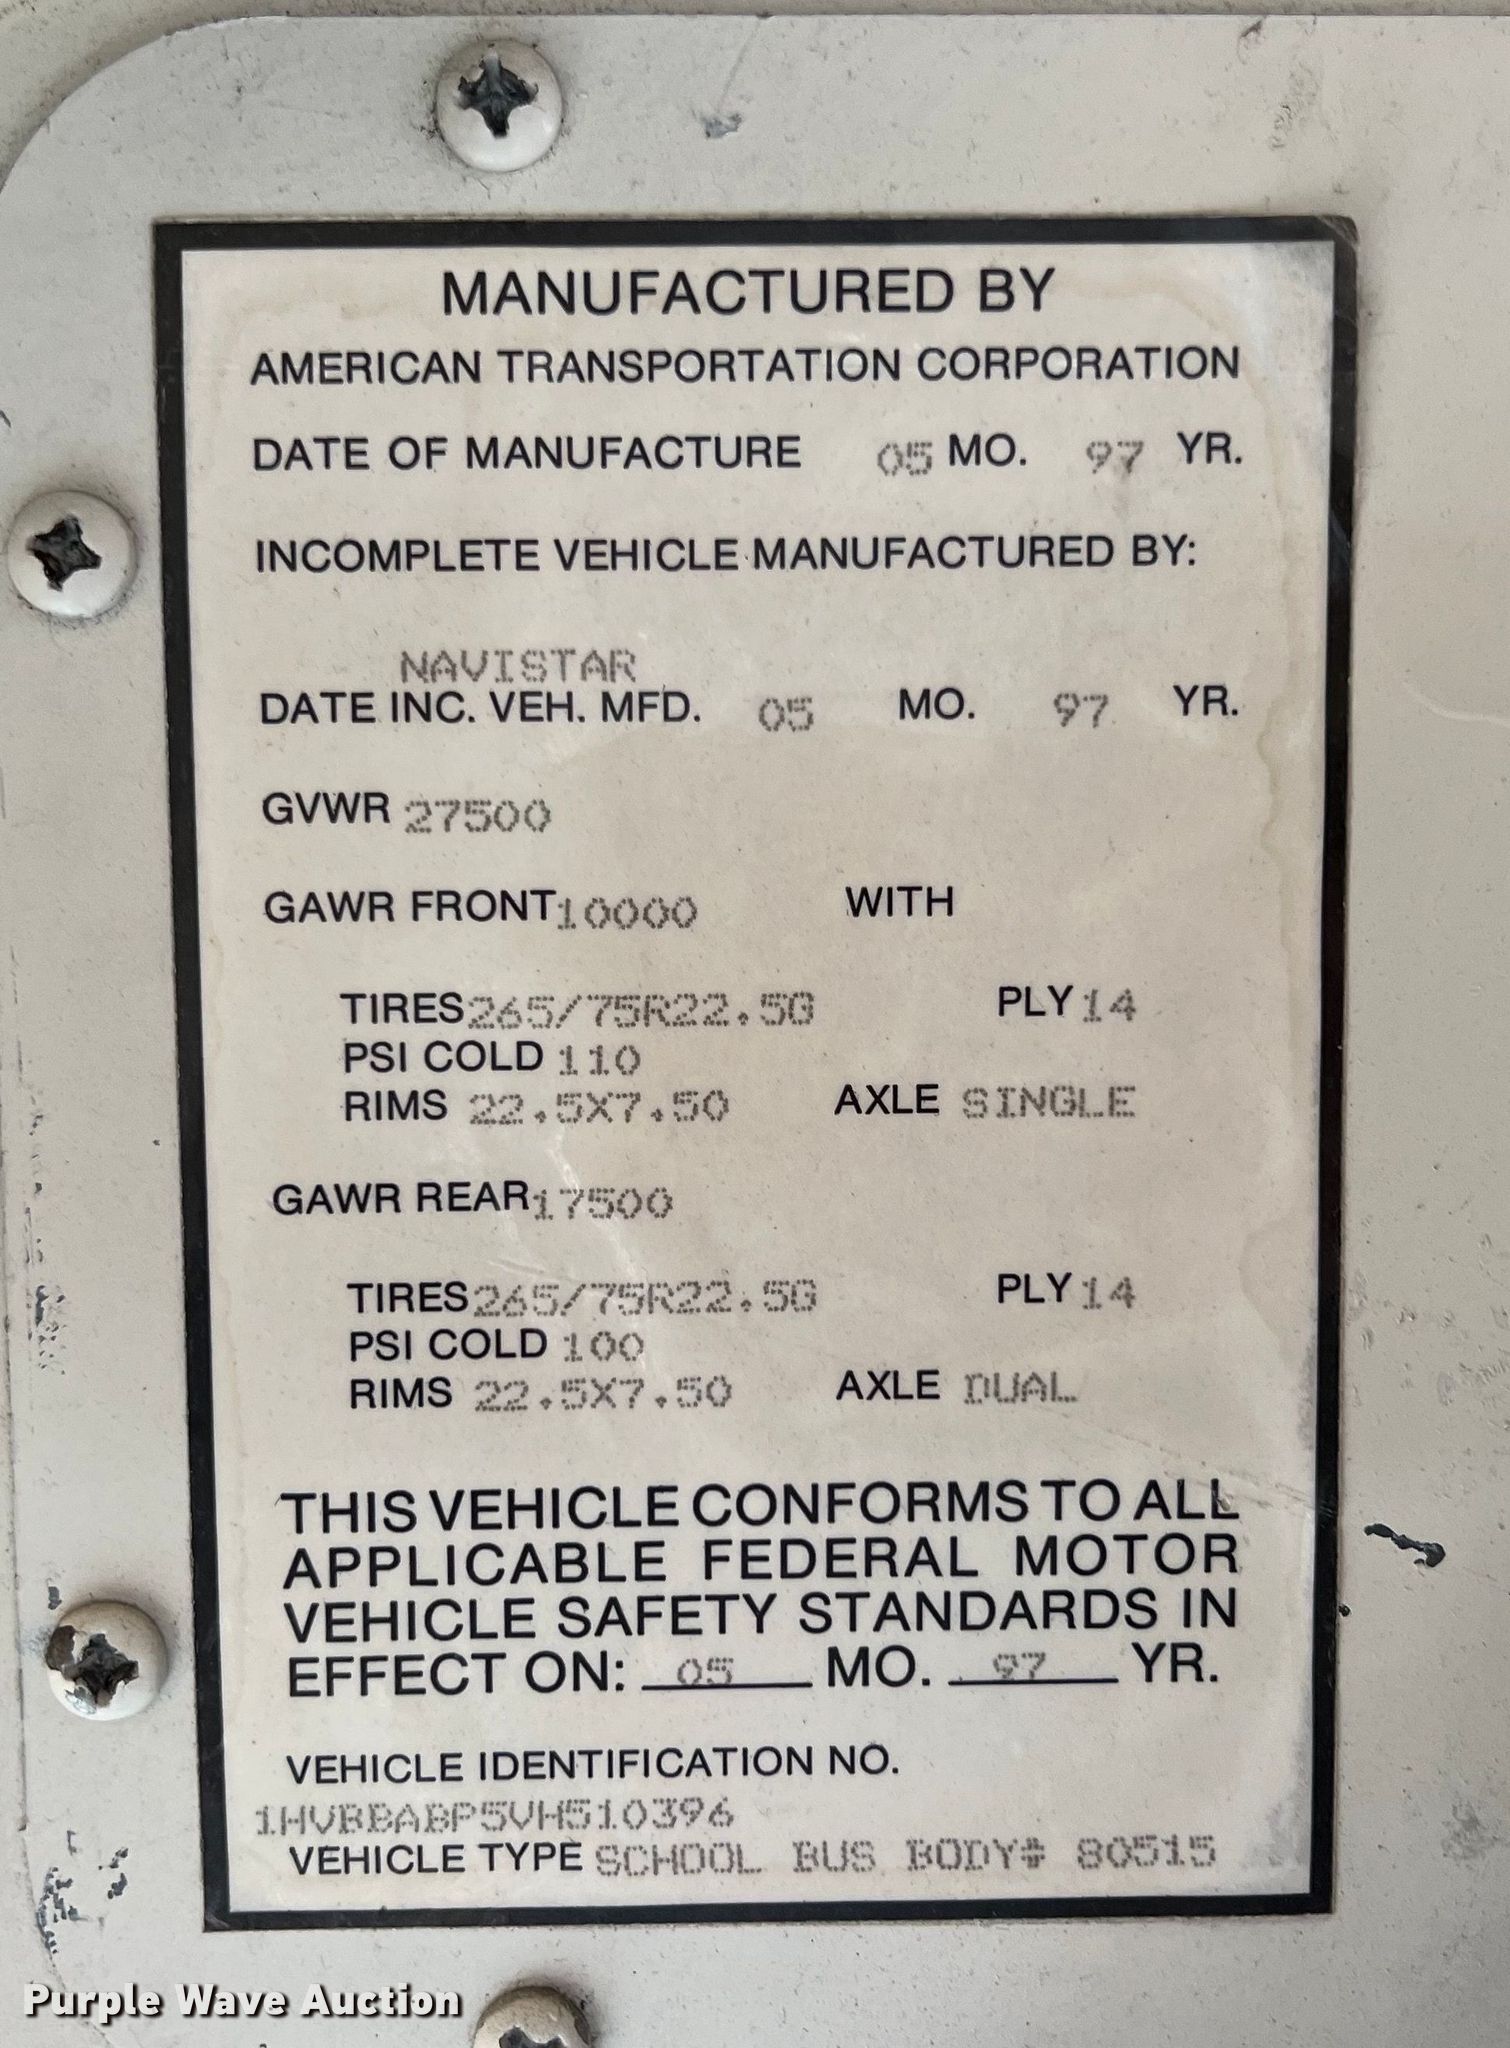 MANUFACTURED BY
AMERICAN TRANSPORTATION CORPORATION
DATE OF MANUFACTURE 05 MO. 97 YR.
INCOMPLETE VEHICLE MANUFACTURED BY:
NAVISTAR
DATE INC. VEH. MFD. 05 MO. 97 YR.
GVWR 27500
GAWR FRONT 10000 WITH
TIRES 265/75R22.5G PLY 14
PSI COLD 110
RIMS 22.5X7.50 AXLE SINGLE
GAWR REAR 17500
TIRES 265/75R22.5G PLY 14
PSI COLD 100
RIMS 22.5X7.50 AXLE DUAL
THIS VEHICLE CONFORMS TO ALL
APPLICABLE FEDERAL MOTOR
VEHICLE SAFETY STANDARDS IN
EFFECT ON: 05 MO. 97 YR.
VEHICLE IDENTIFICATION NO.
1HVBBABP5VH510396
VEHICLE TYPE SCHOOL BUS BODY# 80515
Purple Wave Auction